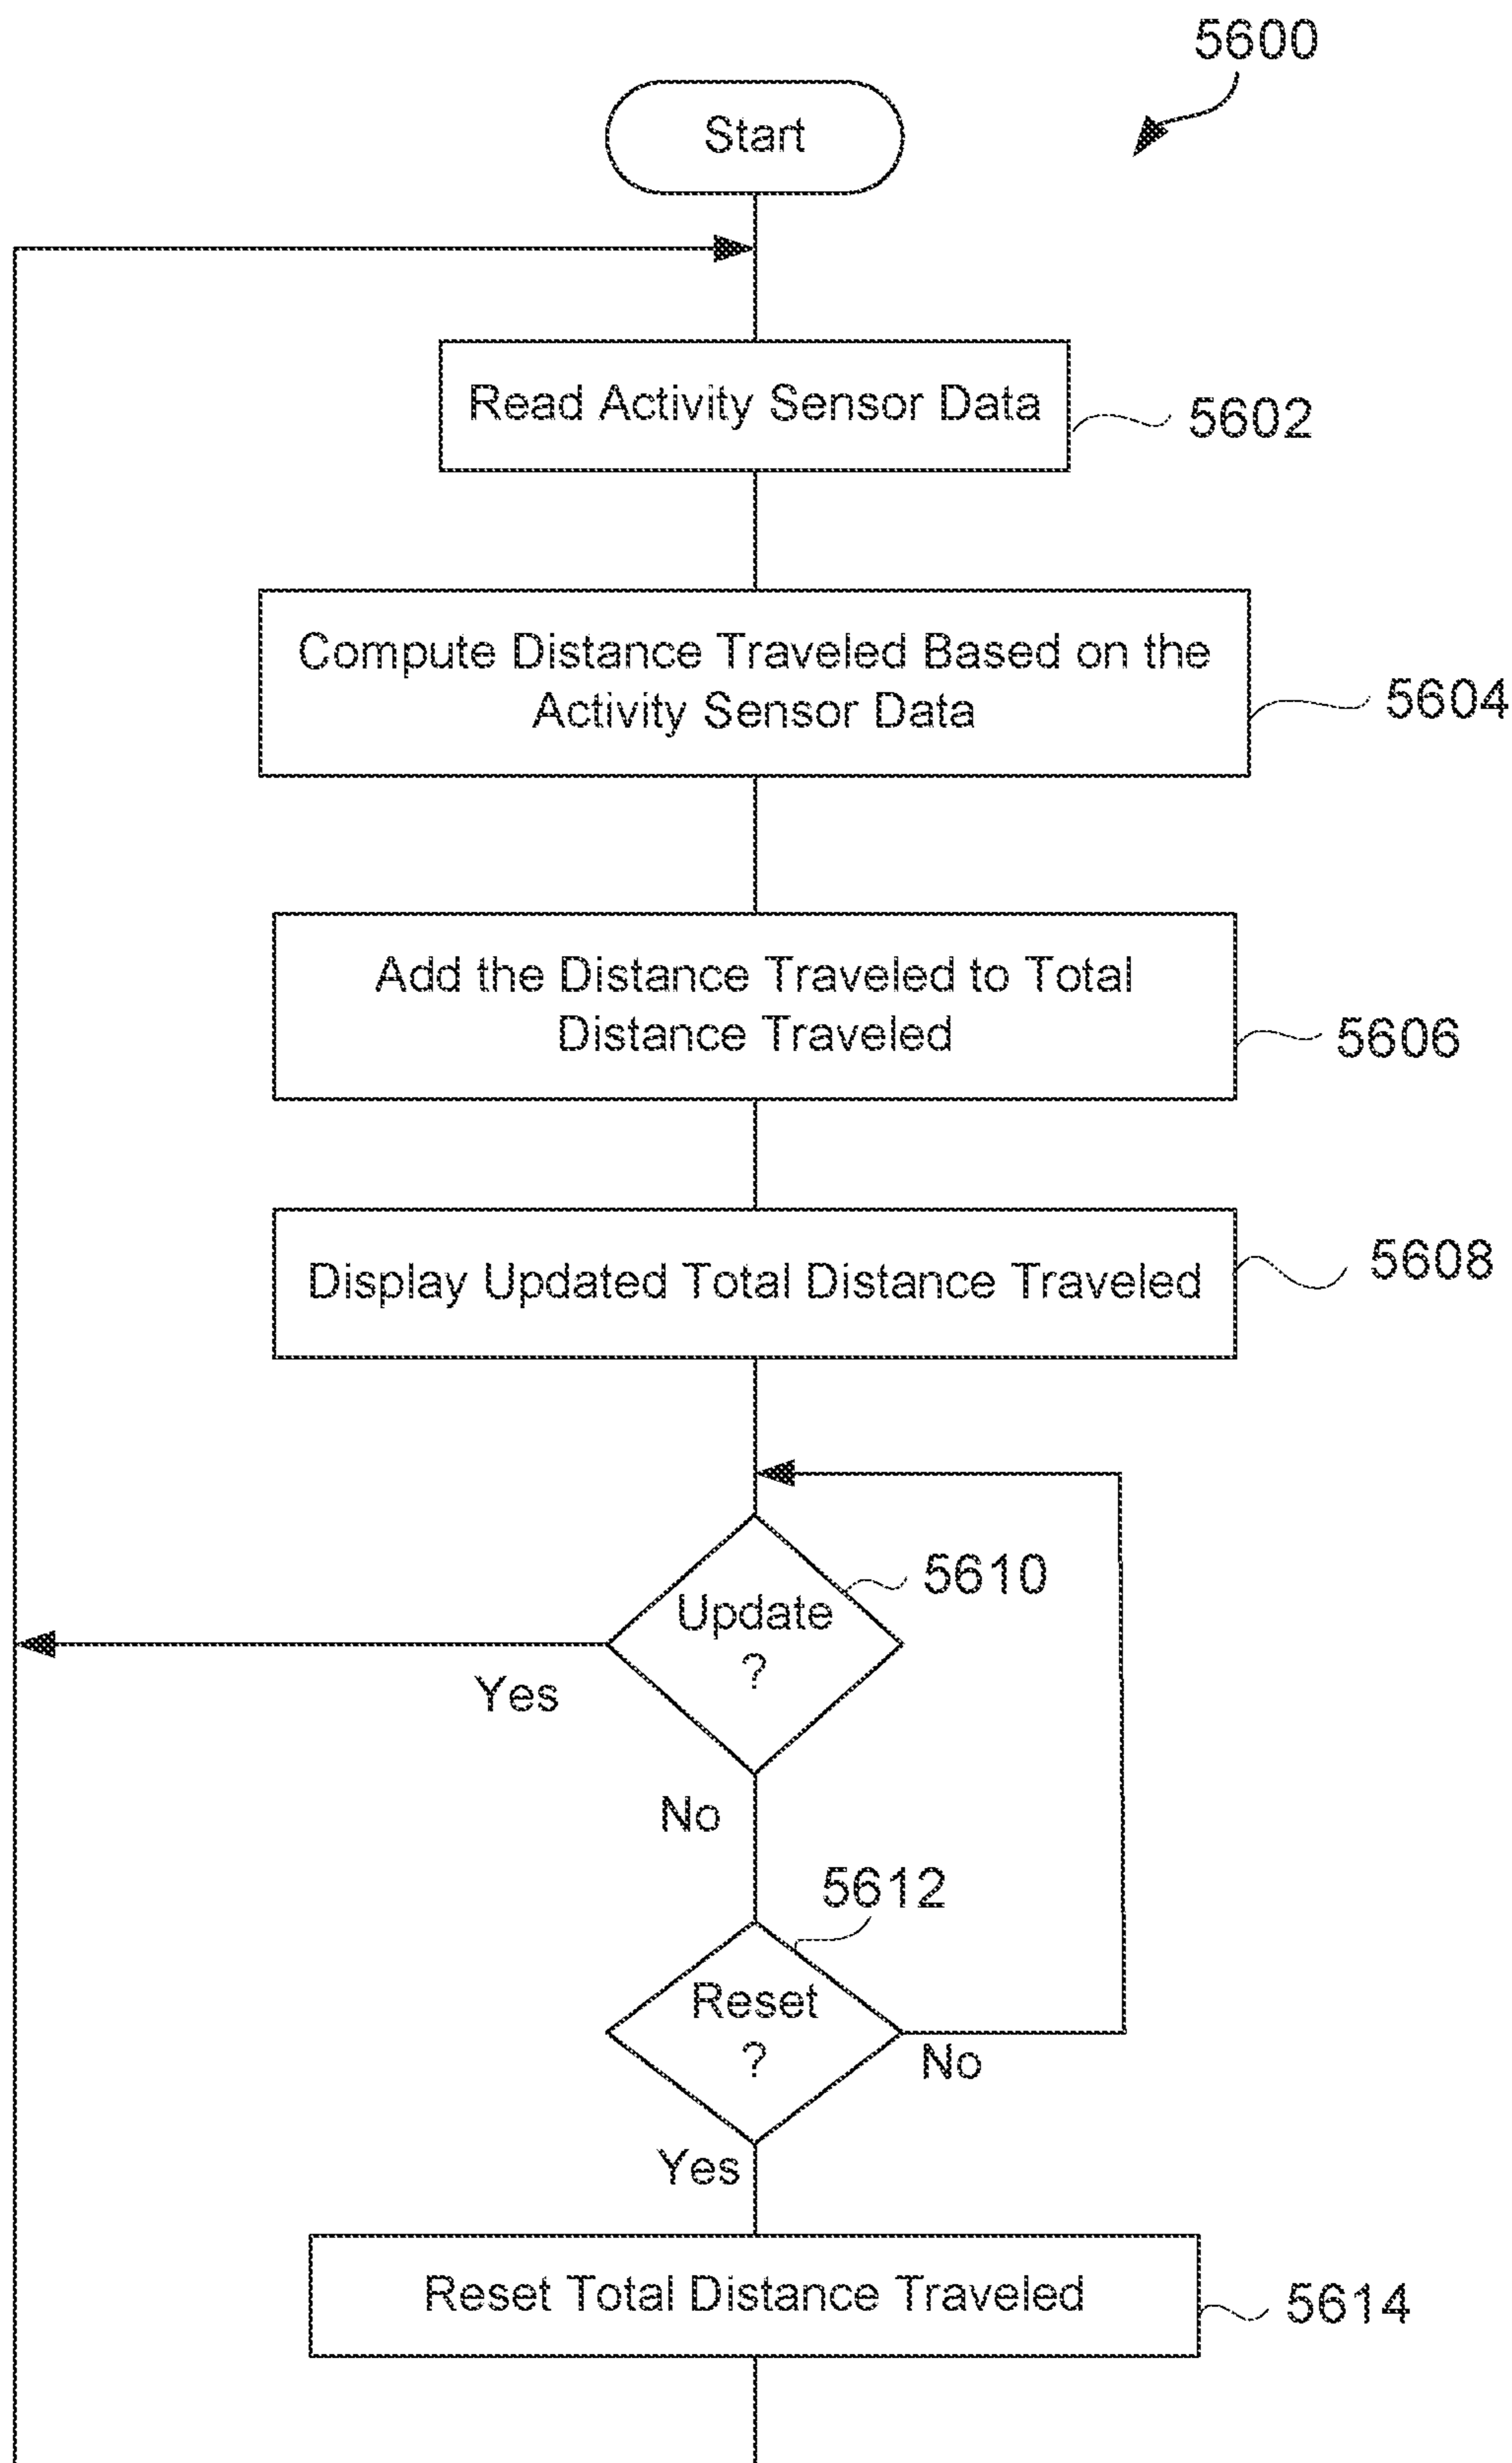 5600
Start
Read Activity Sensor Data
5602
Compute Distance Traveled Based on the
Activity Sensor Data
5604
Add the Distance Traveled to Total
Distance Traveled
5606
Display Updated Total Distance Traveled
5608
5610
Update
?
Yes
No
5612
Reset
?
No
Yes
Reset Total Distance Traveled
5614